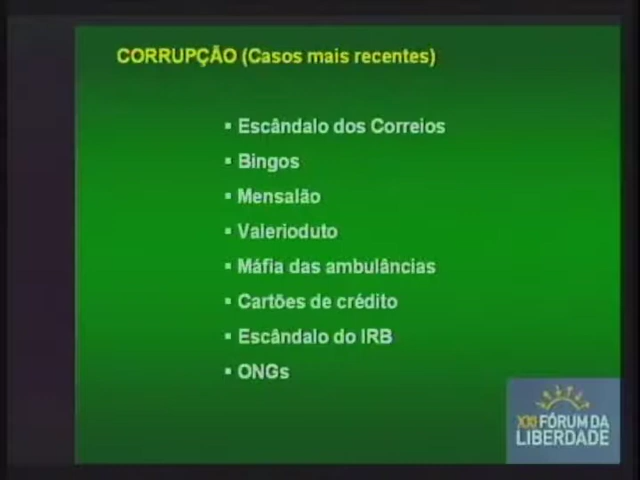 CORRUPÇÃO (Casos mais recentes)
▪ Escândalo dos Correios
▪ Bingos
▪ Mensalão
▪ Valerioduto
▪ Máfia das ambulâncias
▪ Cartões de crédito
▪ Escândalo do IRB
▪ ONGs
XXI FÓRUM DA
LIBERDADE